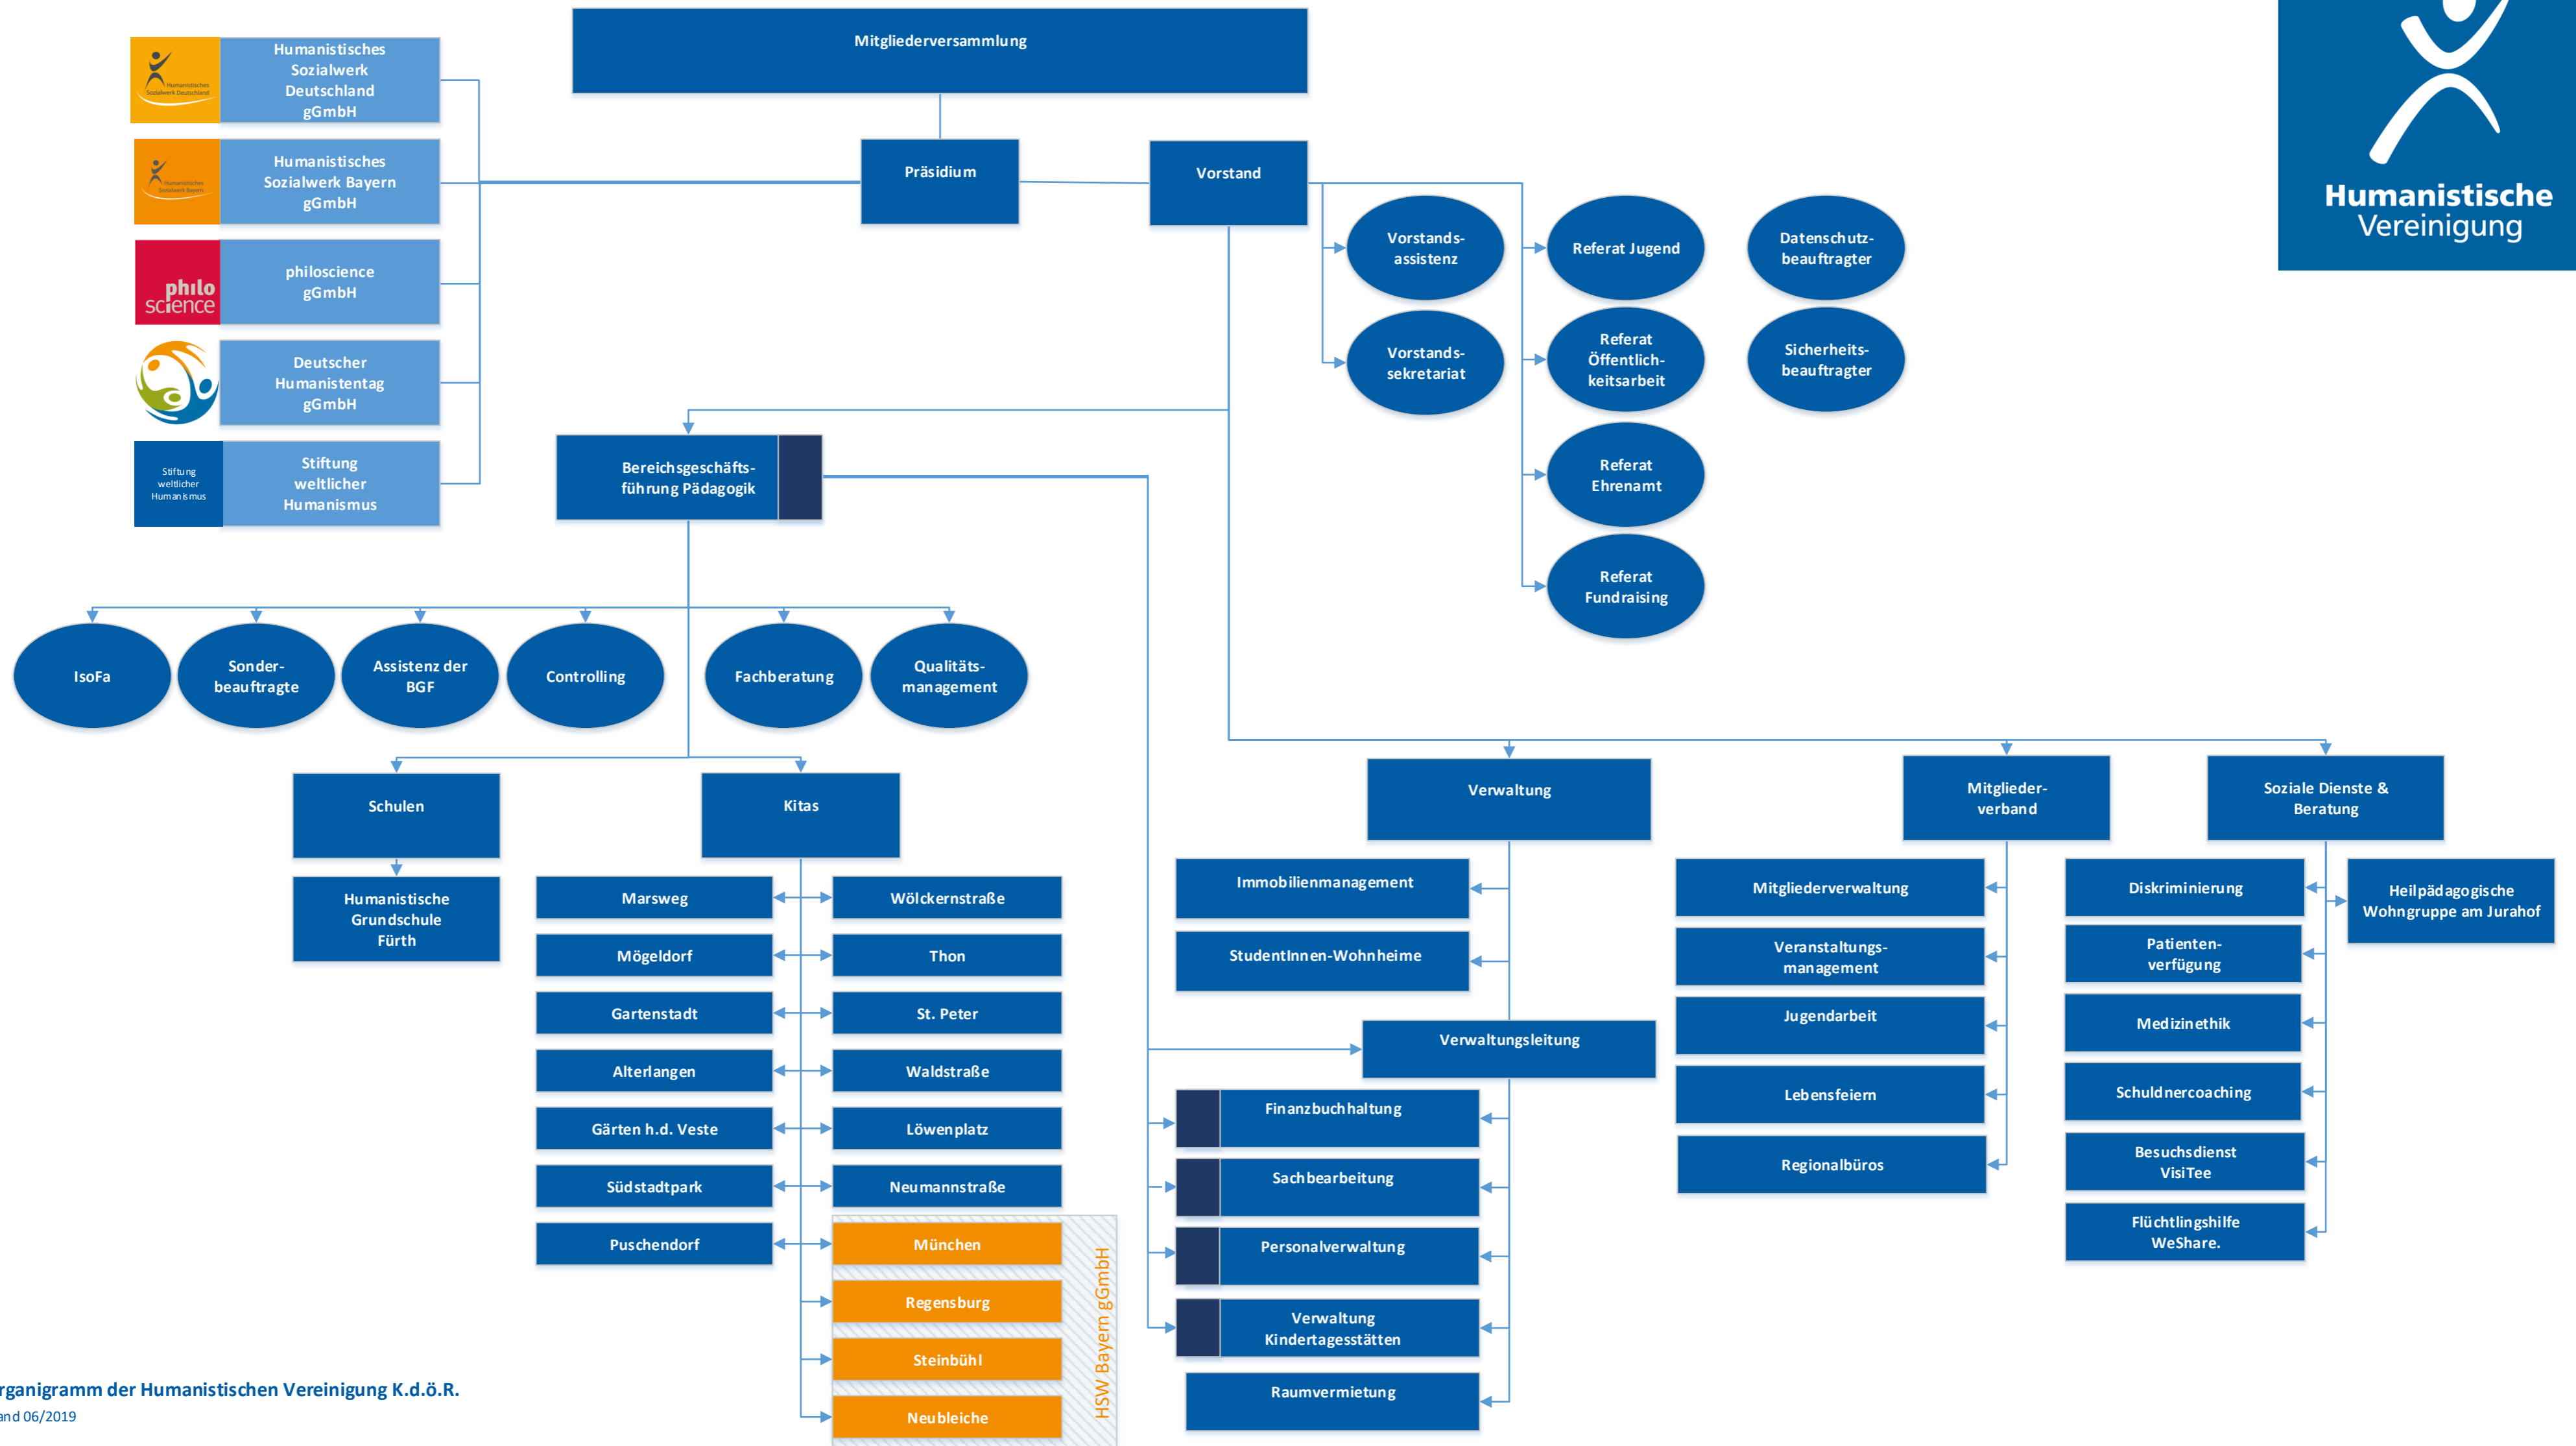 Mitgliederversammlung
Humanistisches
Sozialwerk Deutschland
Humanistisches
Sozialwerk
Deutschland
gGmbH
Humanistisches
Sozialwerk Bayern
Humanistisches
Sozialwerk Bayern
gGmbH
philo
science
philoscience
gGmbH
Deutscher
Humanistentag
gGmbH
Stiftung
weltlicher
Humanismus
Stiftung
weltlicher
Humanismus
Präsidium
Vorstand
Humanistische
Vereinigung
Vorstands-
assistenz
Vorstands-
sekretariat
Referat Jugend
Referat
Öffentlich-
keitsarbeit
Referat
Ehrenamt
Referat
Fundraising
Datenschutz-
beauftragter
Sicherheits-
beauftragter
Bereichsgeschäfts-
führung Pädagogik
IsoFa
Sonder-
beauftragte
Assistenz der
BGF
Controlling
Fachberatung
Qualitäts-
management
Schulen
Humanistische
Grundschule
Fürth
Kitas
Marsweg
Wölckernstraße
Mögeldorf
Thon
Gartenstadt
St. Peter
Alterlangen
Waldstraße
Gärten h.d. Veste
Löwenplatz
Südstadtpark
Neumannstraße
Puschendorf
München
Regensburg
Steinbühl
Neubleiche
HSW Bayern gGmbH
Verwaltung
Immobilienmanagement
StudentInnen-Wohnheime
Verwaltungsleitung
Finanzbuchhaltung
Sachbearbeitung
Personalverwaltung
Verwaltung
Kindertagesstätten
Raumvermietung
Mitglieder-
verband
Mitgliederverwaltung
Veranstaltungs-
management
Jugendarbeit
Lebensfeiern
Regionalbüros
Soziale Dienste &
Beratung
Diskriminierung
Heilpädagogische
Wohngruppe am Jurahof
Patienten-
verfügung
Medizinethik
Schuldnercoaching
Besuchsdienst
VisiTee
Flüchtlingshilfe
WeShare.
rganigramm der Humanistischen Vereinigung K.d.ö.R.
and 06/2019